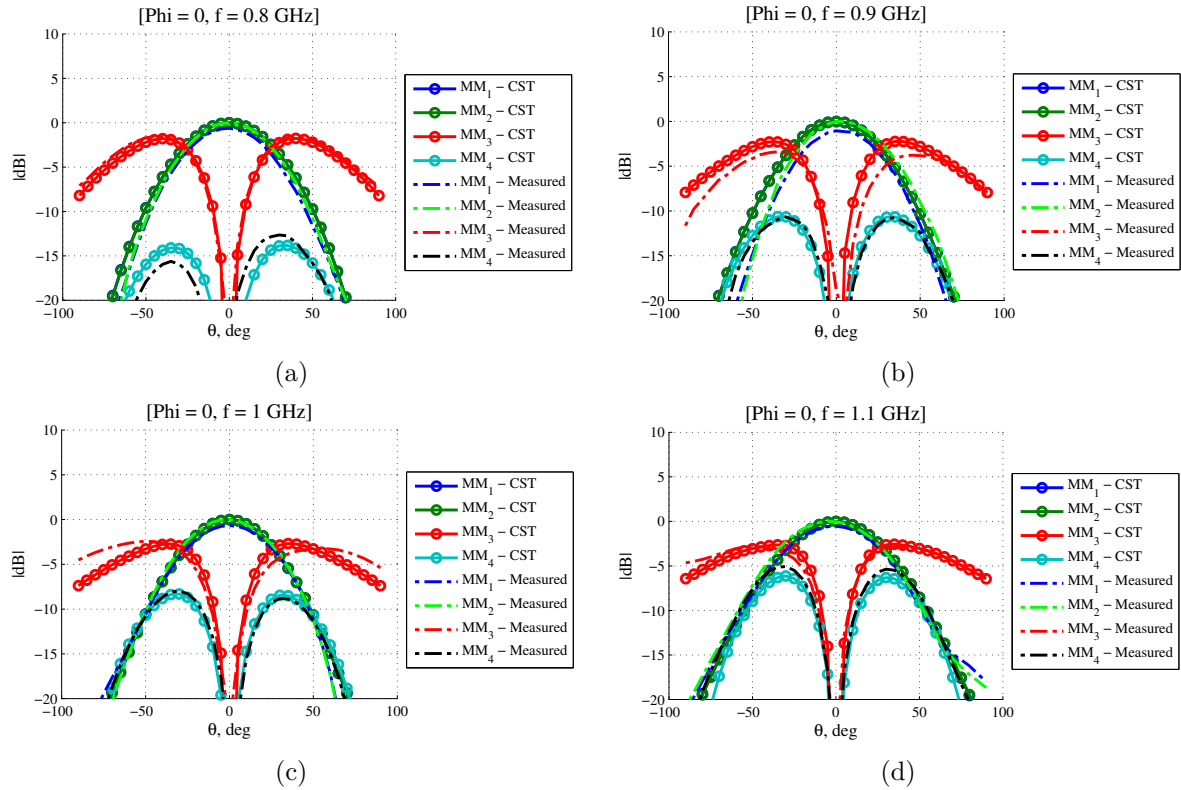 [Phi = 0, f = 0.8 GHz]
10
5
0
−5
−10
−15
−20
−100
−50
0
50
100
|dB|
θ, deg
MM1 − CST
MM2 − CST
MM3 − CST
MM4 − CST
MM1 − Measured
MM2 − Measured
MM3 − Measured
MM4 − Measured
(a)
[Phi = 0, f = 0.9 GHz]
10
5
0
−5
−10
−15
−20
−100
−50
0
50
100
|dB|
θ, deg
MM1 − CST
MM2 − CST
MM3 − CST
MM4 − CST
MM1 − Measured
MM2 − Measured
MM3 − Measured
MM4 − Measured
(b)
[Phi = 0, f = 1 GHz]
10
5
0
−5
−10
−15
−20
−100
−50
0
50
100
|dB|
θ, deg
MM1 − CST
MM2 − CST
MM3 − CST
MM4 − CST
MM1 − Measured
MM2 − Measured
MM3 − Measured
MM4 − Measured
(c)
[Phi = 0, f = 1.1 GHz]
10
5
0
−5
−10
−15
−20
−100
−50
0
50
100
|dB|
θ, deg
MM1 − CST
MM2 − CST
MM3 − CST
MM4 − CST
MM1 − Measured
MM2 − Measured
MM3 − Measured
MM4 − Measured
(d)